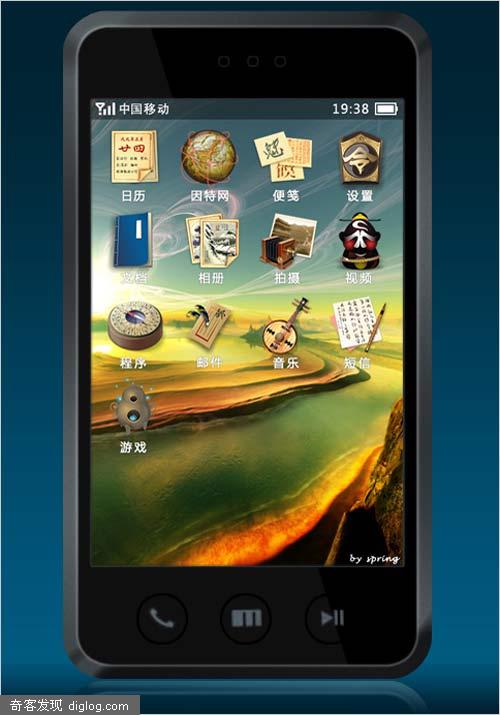 中国移动 19:38
廿四
日历 因特网 便笺 设置
文档 相册 拍摄 视频
程序 邮件 音乐 短信
游戏
by spring
m
奇客发现 diglog.com